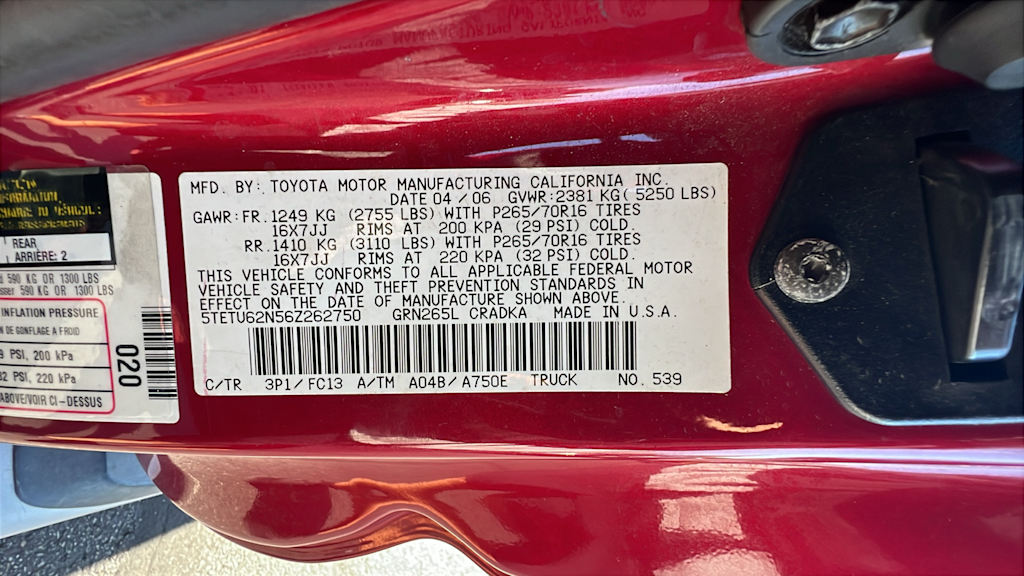 MFD. BY: TOYOTA MOTOR MANUFACTURING CALIFORNIA INC.
DATE 04 / 06 GVWR:2381 KG( 5250 LBS)
GAWR:FR. 1249 KG (2755 LBS) WITH P265/70R16 TIRES
16X7JJ RIMS AT 200 KPA (29 PSI) COLD.
RR. 1410 KG (3110 LBS) WITH P265/70R16 TIRES
16X7JJ RIMS AT 220 KPA (32 PSI) COLD.
THIS VEHICLE CONFORMS TO ALL APPLICABLE FEDERAL MOTOR
VEHICLE SAFETY AND THEFT PREVENTION STANDARDS IN
EFFECT ON THE DATE OF MANUFACTURE SHOWN ABOVE.
5TETU62N56Z262750 GRN265L CRADKA MADE IN U.S.A.
C/TR 3P1/ FC13 A/TM A04B/ A750E TRUCK NO. 539
REAR
ARRIÈRE: 2
590 KG OR 1300 LBS
590 KG OR 1300 LBS
INFLATION PRESSURE
DE GONFLAGE A FROID
PSI, 200 kPa
PSI, 220 kPa
ABOVE/VOIR CI-DESSUS
020